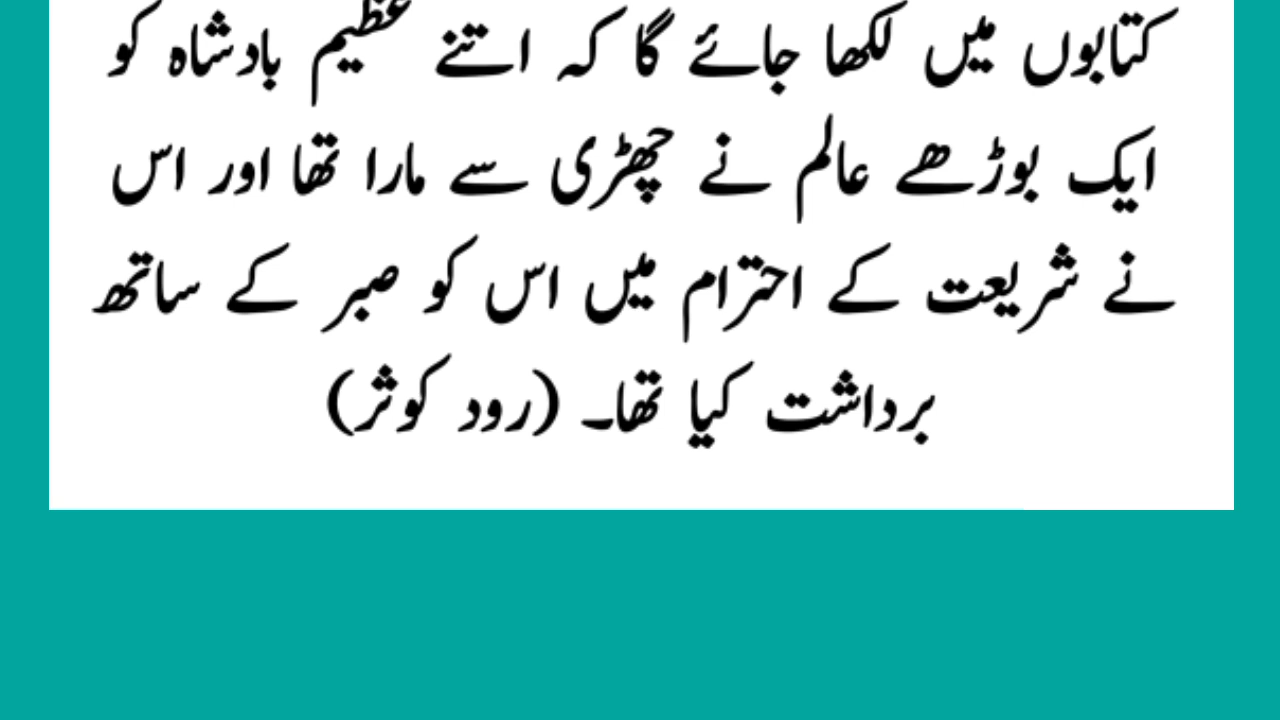 کتابوں میں لکھا جائے گا کہ اتنے عظیم بادشاہ کو
ایک بوڑھے عالم نے چھڑی سے مارا تھا اور اس
نے شریعت کے احترام میں اس کو صبر کے ساتھ
برداشت کیا تھا۔ (رود کوثر)